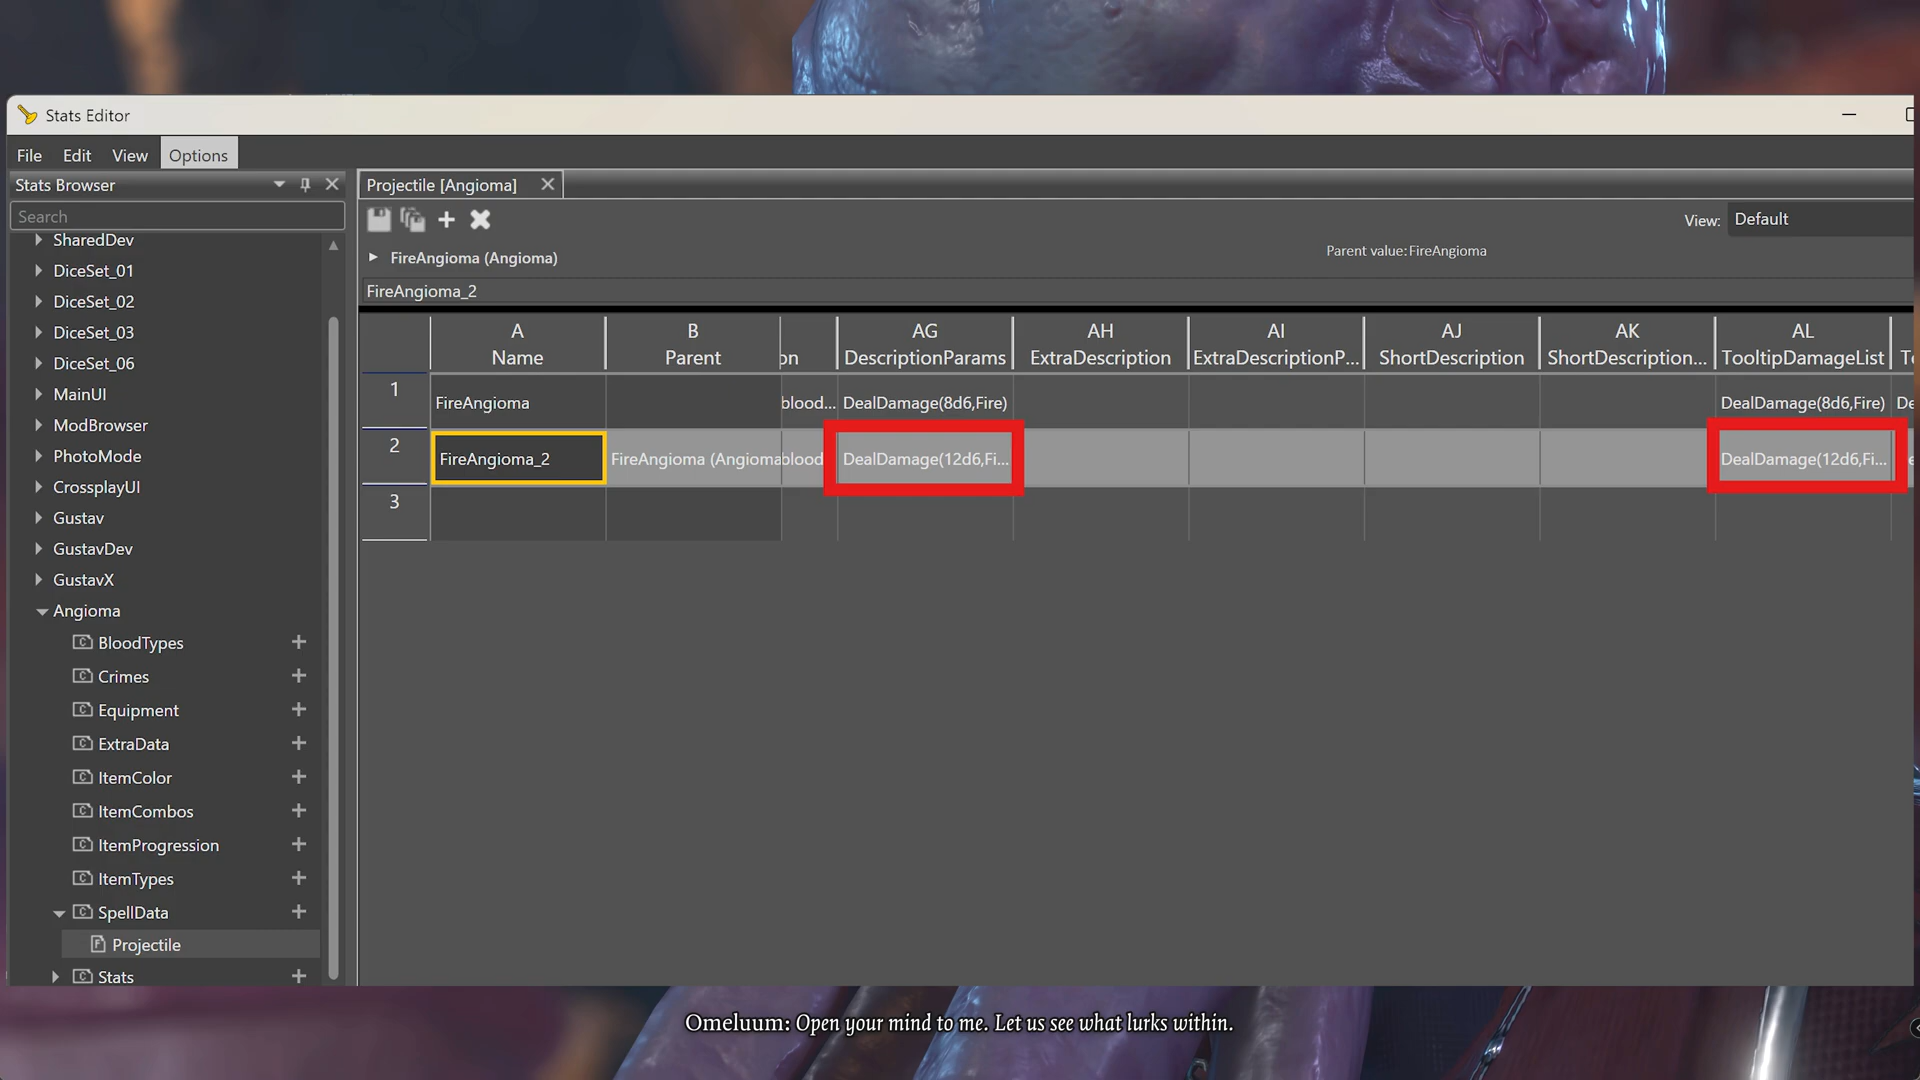 Stats Editor
File Edit View Options
Stats Browser
Search
SharedDev
DiceSet_01
DiceSet_02
DiceSet_03
DiceSet_06
MainUI
ModBrowser
PhotoMode
CrossplayUI
Gustav
GustavDev
GustavX
Angioma
BloodTypes
Crimes
Equipment
ExtraData
ItemColor
ItemCombos
ItemProgression
ItemTypes
SpellData
Projectile
Stats
Projectile [Angioma]
View: Default
FireAngioma (Angioma)
Parent value:FireAngioma
FireAngioma_2
A B AG AH AI AJ AK AL
Name Parent on DescriptionParams ExtraDescription ExtraDescriptionP... ShortDescription ShortDescription... TooltipDamageList
1 FireAngioma blood... DealDamage(8d6,Fire) DealDamage(8d6,Fire) De
2 FireAngioma_2 FireAngioma (Angioma blood DealDamage(12d6,Fi... DealDamage(12d6,Fi...
3
Omeluum: Open your mind to me. Let us see what lurks within.